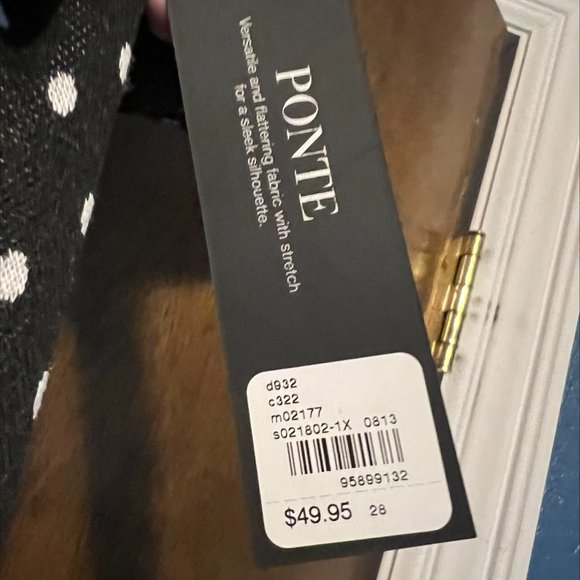 PONTE
Versatile and flattering fabric with stretch
for a sleek silhouette.
d932
c322
m02177
s021802-1X 0813
95899132
$49.95 28